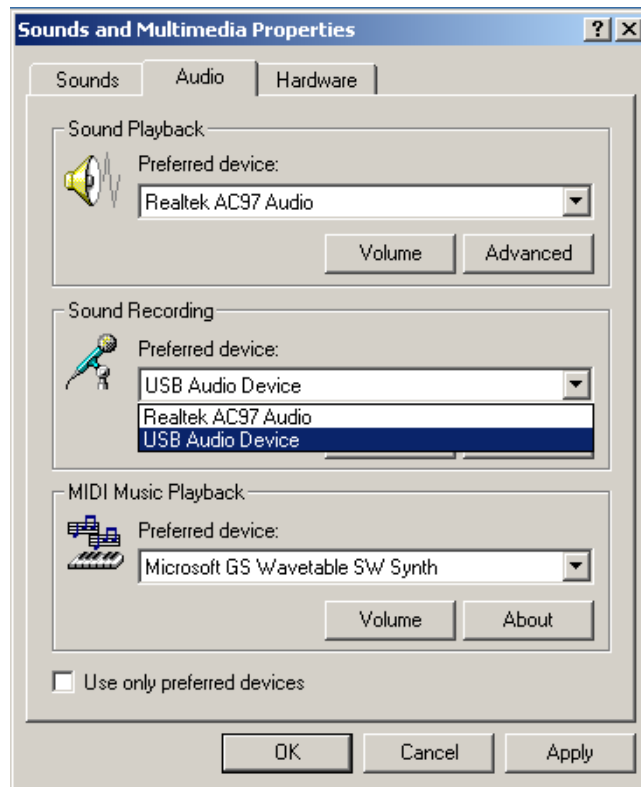 Sounds and Multimedia Properties
Sounds Audio Hardware
Sound Playback
Preferred device:
Realtek AC97 Audio
Volume Advanced
Sound Recording
Preferred device:
USB Audio Device
Realtek AC97 Audio
USB Audio Device
MIDI Music Playback
Preferred device:
Microsoft GS Wavetable SW Synth
Volume About
Use only preferred devices
OK Cancel Apply